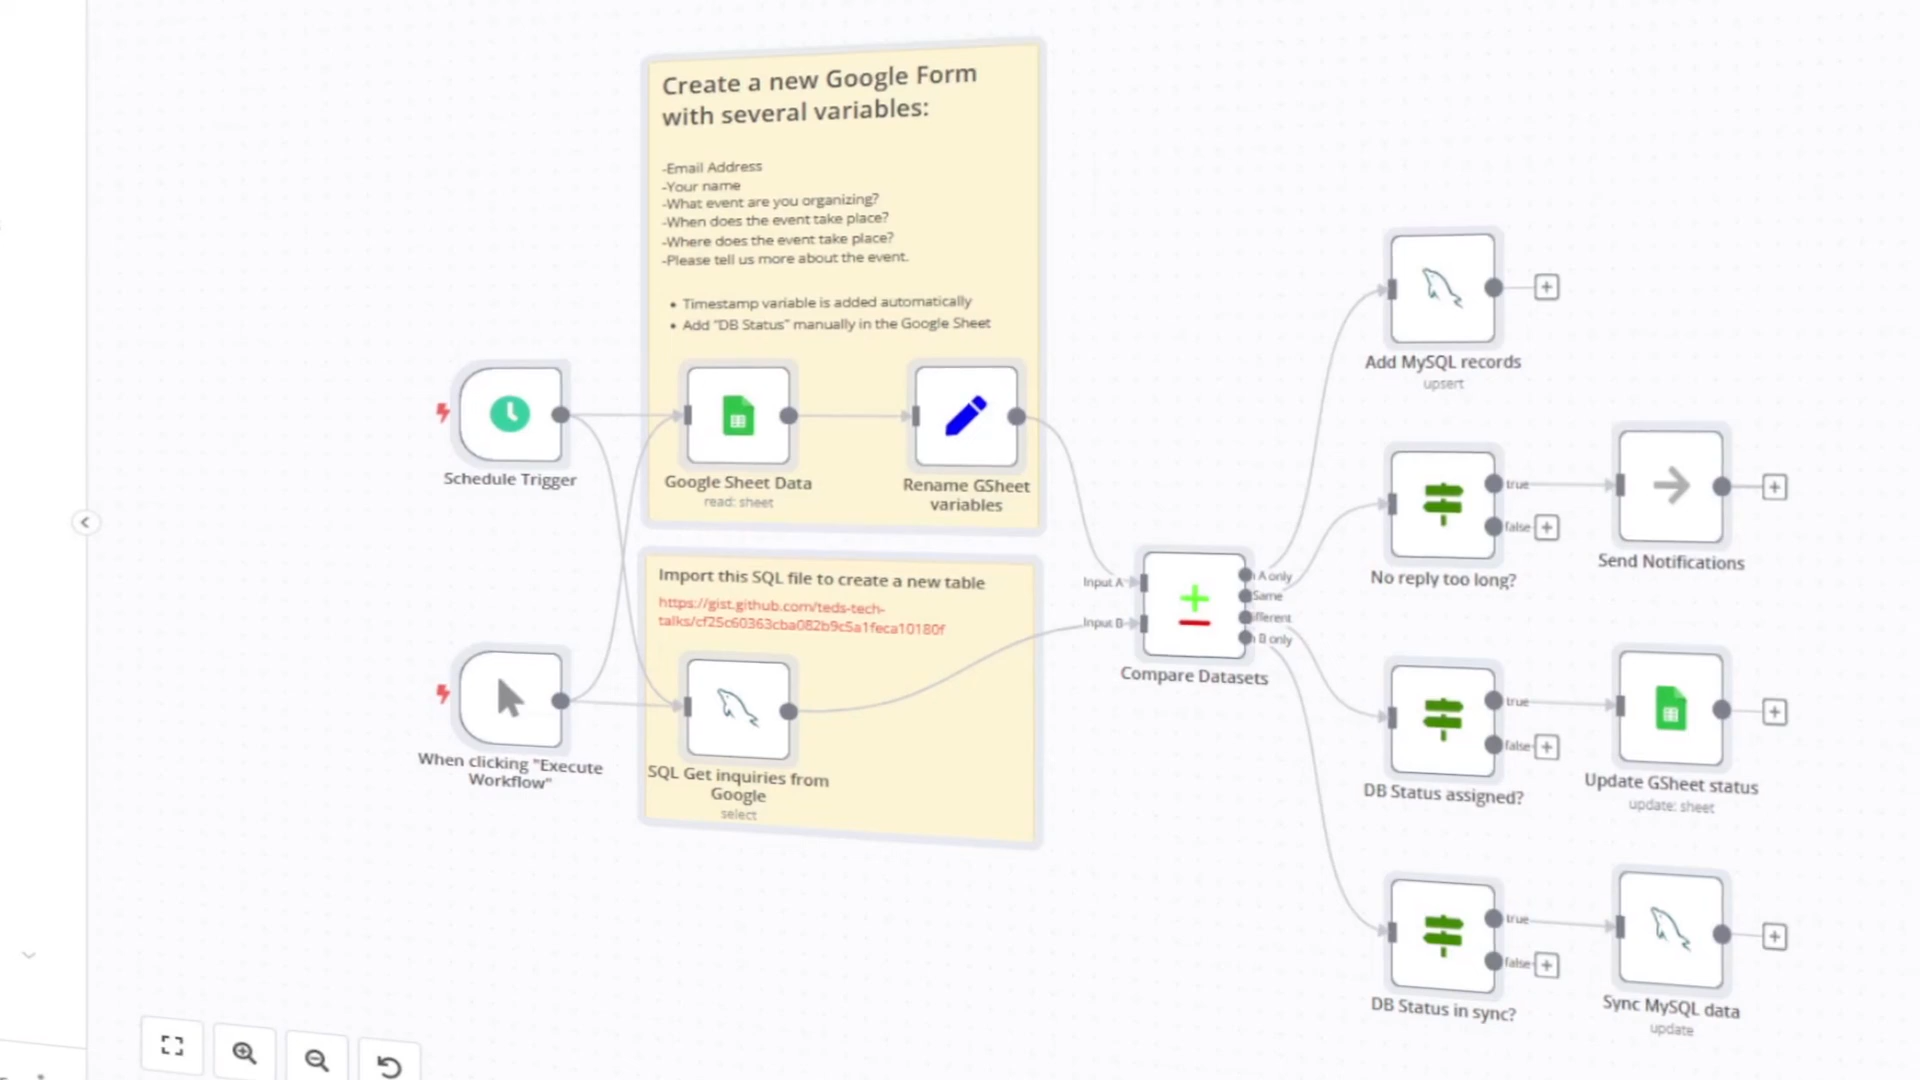 Create a new Google Form
with several variables:
-Email Address
-Your name
-What event are you organizing?
-When does the event take place?
-Where does the event take place?
-Please tell us more about the event.
• Timestamp variable is added automatically
• Add "DB Status" manually in the Google Sheet
Schedule Trigger
Google Sheet Data
read: sheet
Rename GSheet
variables
Import this SQL file to create a new table
https://gist.github.com/teds-tech-
talks/cf25c60363cba082b9c5a1feca10180f
When clicking "Execute
Workflow"
SQL Get inquiries from
Google
select
Input A
Input B
A only
Same
ifferent
B only
Compare Datasets
Add MySQL records
upsert
true
false
No reply too long?
Send Notifications
true
false
DB Status assigned?
Update GSheet status
update: sheet
true
false
DB Status in sync?
Sync MySQL data
update